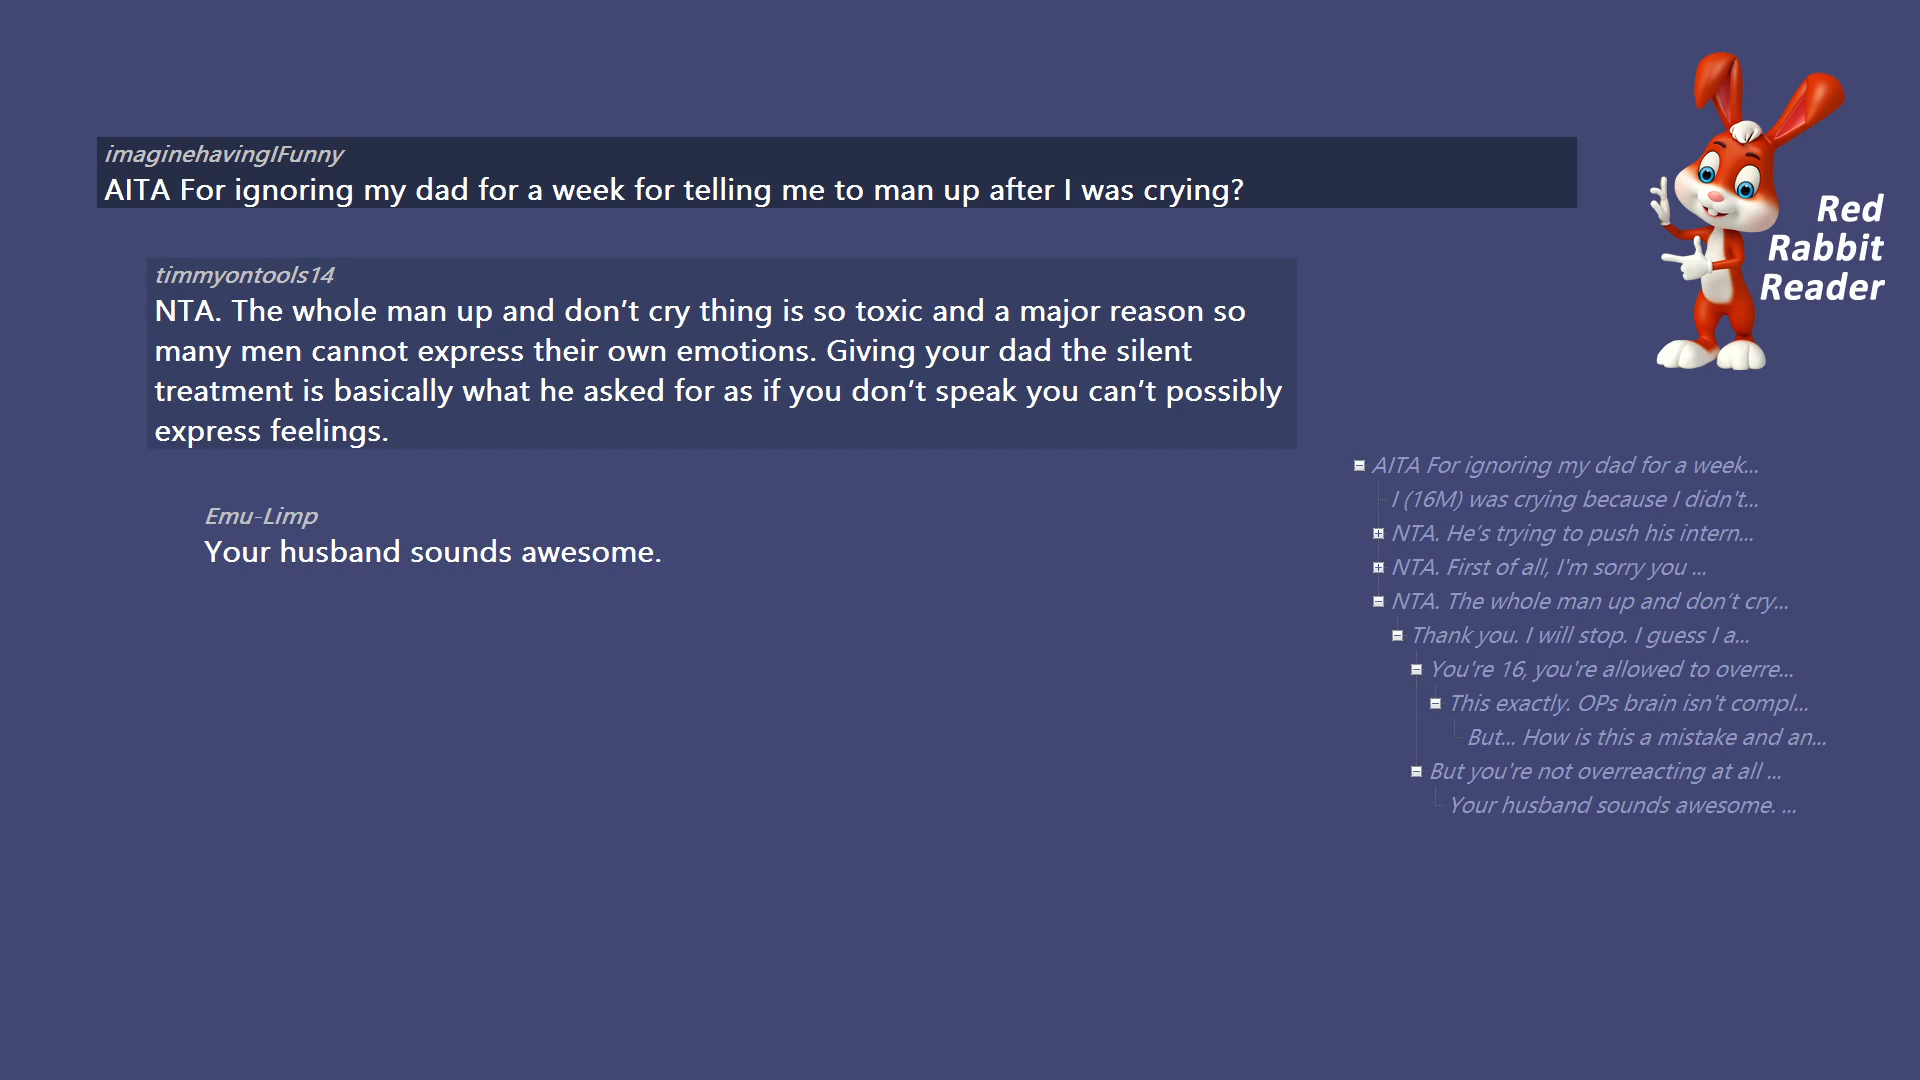 imaginehavingIFunny
AITA For ignoring my dad for a week for telling me to man up after I was crying?
timmyontools14
NTA. The whole man up and don’t cry thing is so toxic and a major reason so
many men cannot express their own emotions. Giving your dad the silent
treatment is basically what he asked for as if you don’t speak you can’t possibly
express feelings.
Emu-Limp
Your husband sounds awesome.
Red
Rabbit
Reader
AITA For ignoring my dad for a week...
I (16M) was crying because I didn't...
NTA. He’s trying to push his intern...
NTA. First of all, I'm sorry you ...
NTA. The whole man up and don’t cry...
Thank you. I will stop. I guess I a...
You're 16, you're allowed to overre...
This exactly. OPs brain isn't compl...
But... How is this a mistake and an...
But you're not overreacting at all ...
Your husband sounds awesome. ...